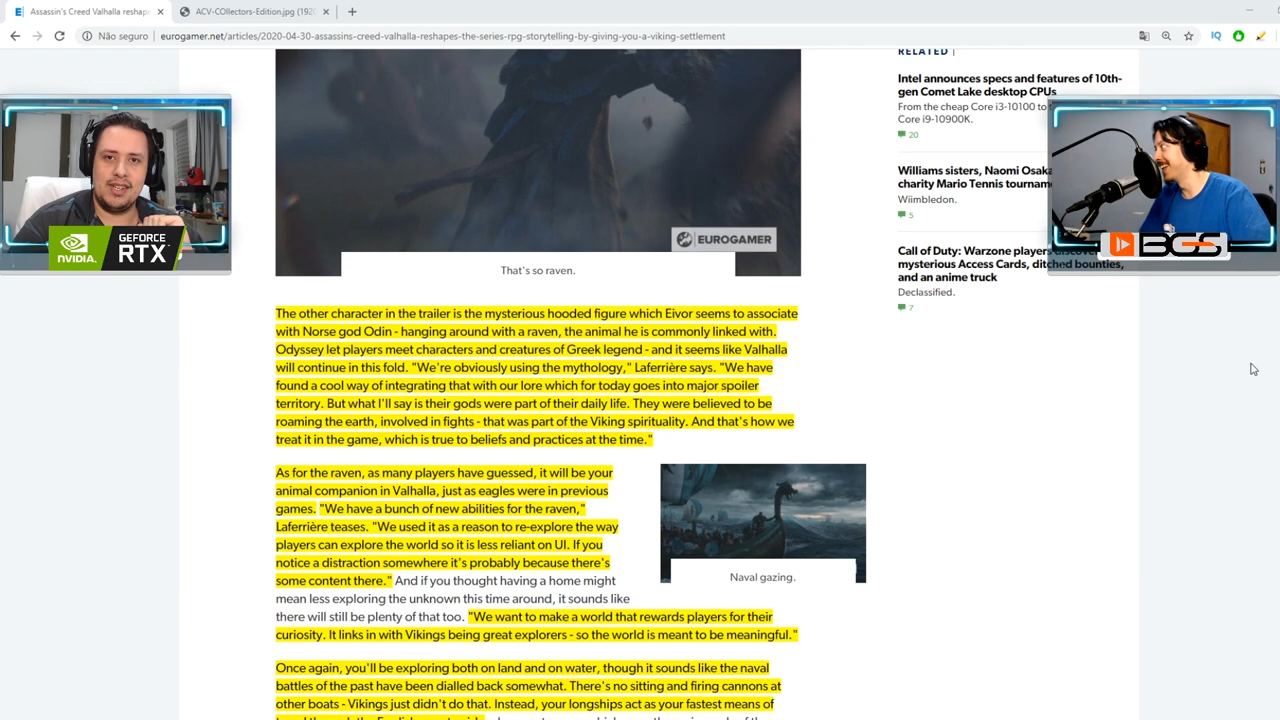 Assassin's Creed Valhalla reshape
ACV-COllectors-Edition.jpg (192
Não seguro
eurogamer.net/articles/2020-04-30-assassins-creed-valhalla-reshapes-the-series-rpg-storytelling-by-giving-you-a-viking-settlement
EUROGAMER
That's so raven.
The other character in the trailer is the mysterious hooded figure which Eivor seems to associate
with Norse god Odin - hanging around with a raven, the animal he is commonly linked with.
Odyssey let players meet characters and creatures of Greek legend - and it seems like Valhalla
will continue in this fold. "We're obviously using the mythology," Laferrière says. "We have
found a cool way of integrating that with our lore which for today goes into major spoiler
territory. But what I'll say is their gods were part of their daily life. They were believed to be
roaming the earth, involved in fights - that was part of the Viking spirituality. And that's how we
treat it in the game, which is true to beliefs and practices at the time."
As for the raven, as many players have guessed, it will be your
animal companion in Valhalla, just as eagles were in previous
games. "We have a bunch of new abilities for the raven,"
Laferrière teases. "We used it as a reason to re-explore the way
players can explore the world so it is less reliant on UI. If you
notice a distraction somewhere it's probably because there's
some content there." And if you thought having a home might
mean less exploring the unknown this time around, it sounds like
there will still be plenty of that too. "We want to make a world that rewards players for their
curiosity. It links in with Vikings being great explorers - so the world is meant to be meaningful."
Naval gazing.
Once again, you'll be exploring both on land and on water, though it sounds like the naval
battles of the past have been dialled back somewhat. There's no sitting and firing cannons at
other boats - Vikings just didn't do that. Instead, your longships act as your fastest means of
RELATED |
Intel announces specs and features of 10th-
gen Comet Lake desktop CPUs
From the cheap Core i3-10100 to
Core i9-10900K.
20
Williams sisters, Naomi Osaka
charity Mario Tennis tourname
Wiimbledon.
5
Call of Duty: Warzone players discover
mysterious Access Cards, ditched bounties,
and an anime truck
Declassified.
7
NVIDIA.
GEFORCE
RTX
BGS